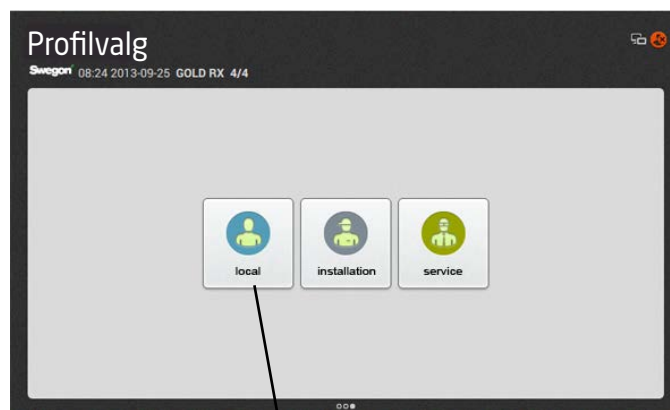 Profilvalg
Swegon 08:24 2013-09-25 GOLD RX 4/4
local installation service